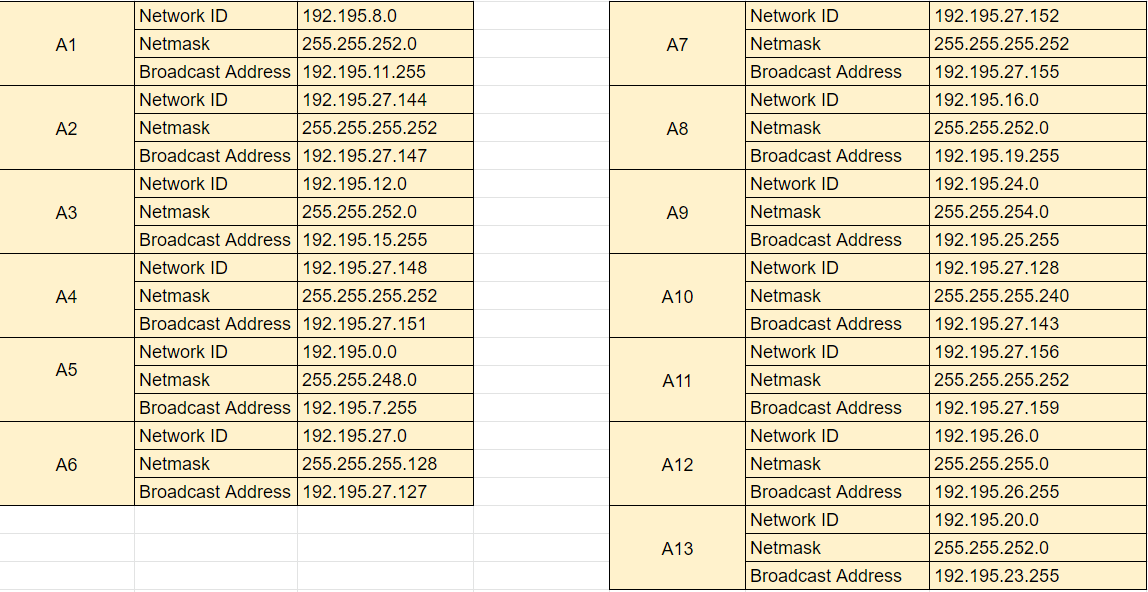 A1
Network ID 192.195.8.0
Netmask 255.255.252.0
Broadcast Address 192.195.11.255
A2
Network ID 192.195.27.144
Netmask 255.255.255.252
Broadcast Address 192.195.27.147
A3
Network ID 192.195.12.0
Netmask 255.255.252.0
Broadcast Address 192.195.15.255
A4
Network ID 192.195.27.148
Netmask 255.255.255.252
Broadcast Address 192.195.27.151
A5
Network ID 192.195.0.0
Netmask 255.255.248.0
Broadcast Address 192.195.7.255
A6
Network ID 192.195.27.0
Netmask 255.255.255.128
Broadcast Address 192.195.27.127
A7
Network ID 192.195.27.152
Netmask 255.255.255.252
Broadcast Address 192.195.27.155
A8
Network ID 192.195.16.0
Netmask 255.255.252.0
Broadcast Address 192.195.19.255
A9
Network ID 192.195.24.0
Netmask 255.255.254.0
Broadcast Address 192.195.25.255
A10
Network ID 192.195.27.128
Netmask 255.255.255.240
Broadcast Address 192.195.27.143
A11
Network ID 192.195.27.156
Netmask 255.255.255.252
Broadcast Address 192.195.27.159
A12
Network ID 192.195.26.0
Netmask 255.255.255.0
Broadcast Address 192.195.26.255
A13
Network ID 192.195.20.0
Netmask 255.255.252.0
Broadcast Address 192.195.23.255